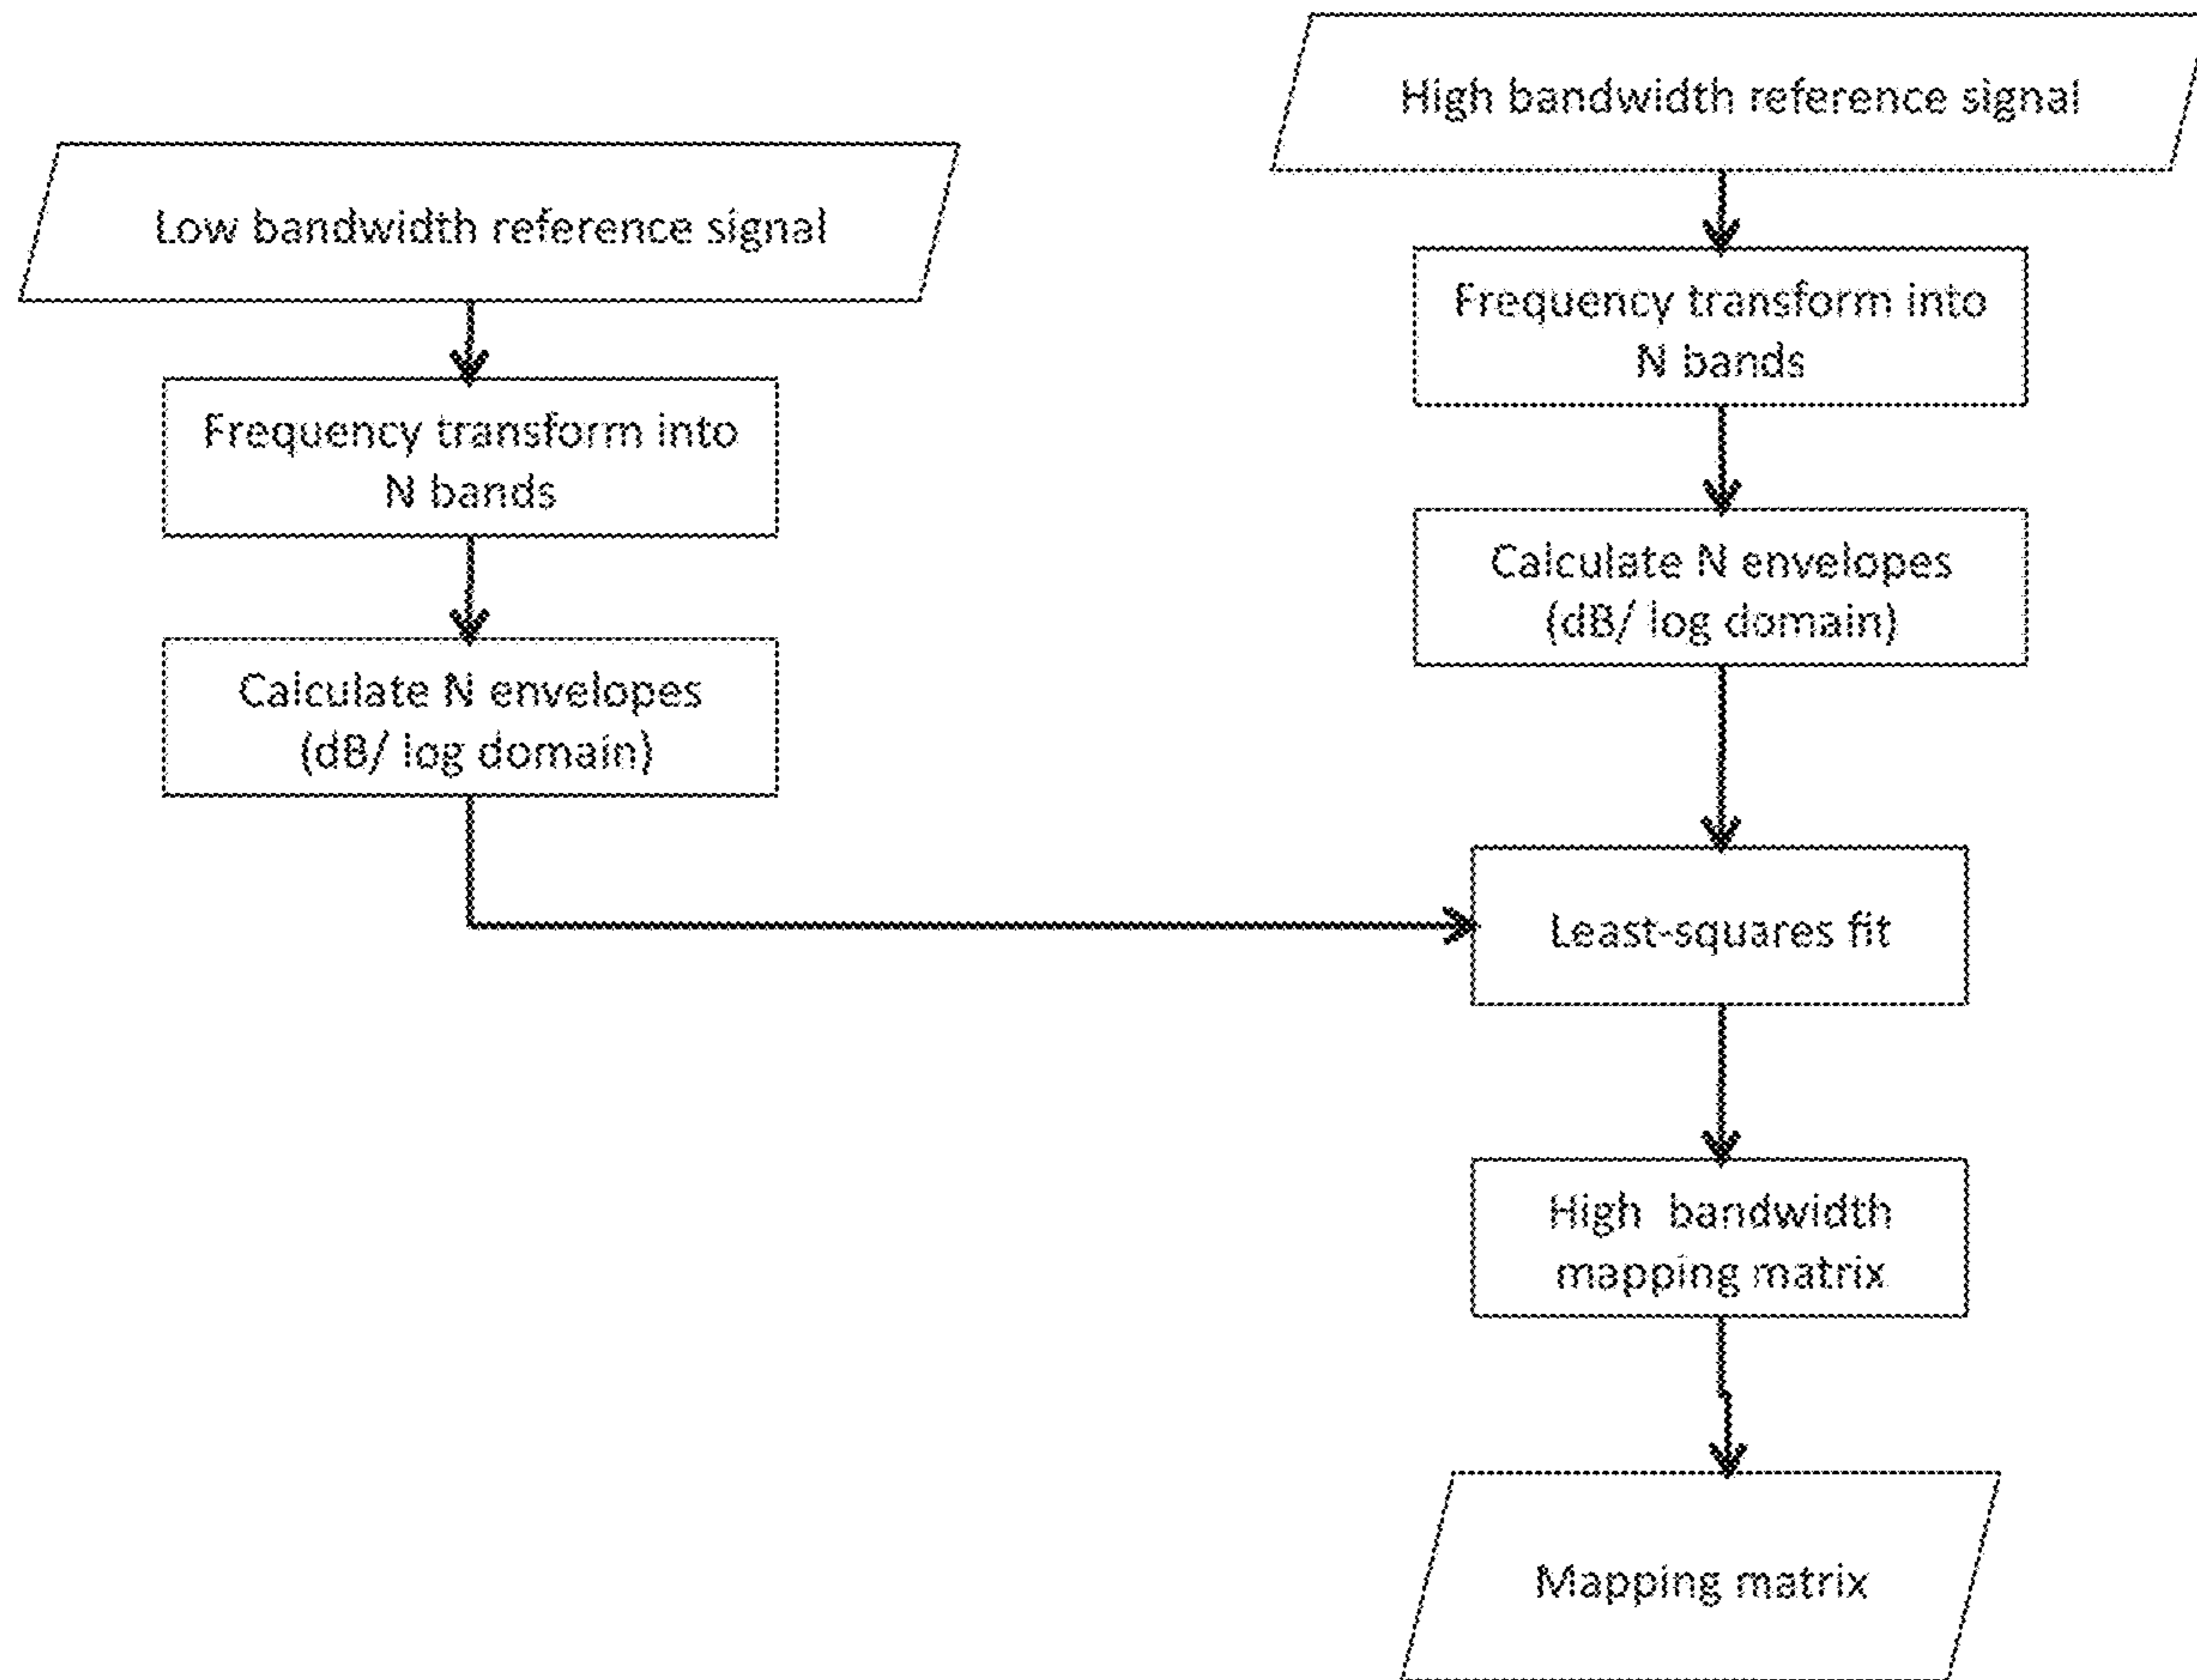 High bandwidth reference signal
Low bandwidth reference signal
Frequency transform into
N bands
Frequency transform into
N bands
Calculate N envelopes
(dB/ log domain)
Calculate N envelopes
(dB/ log domain)
Least-squares fit
High bandwidth
mapping matrix
Mapping matrix